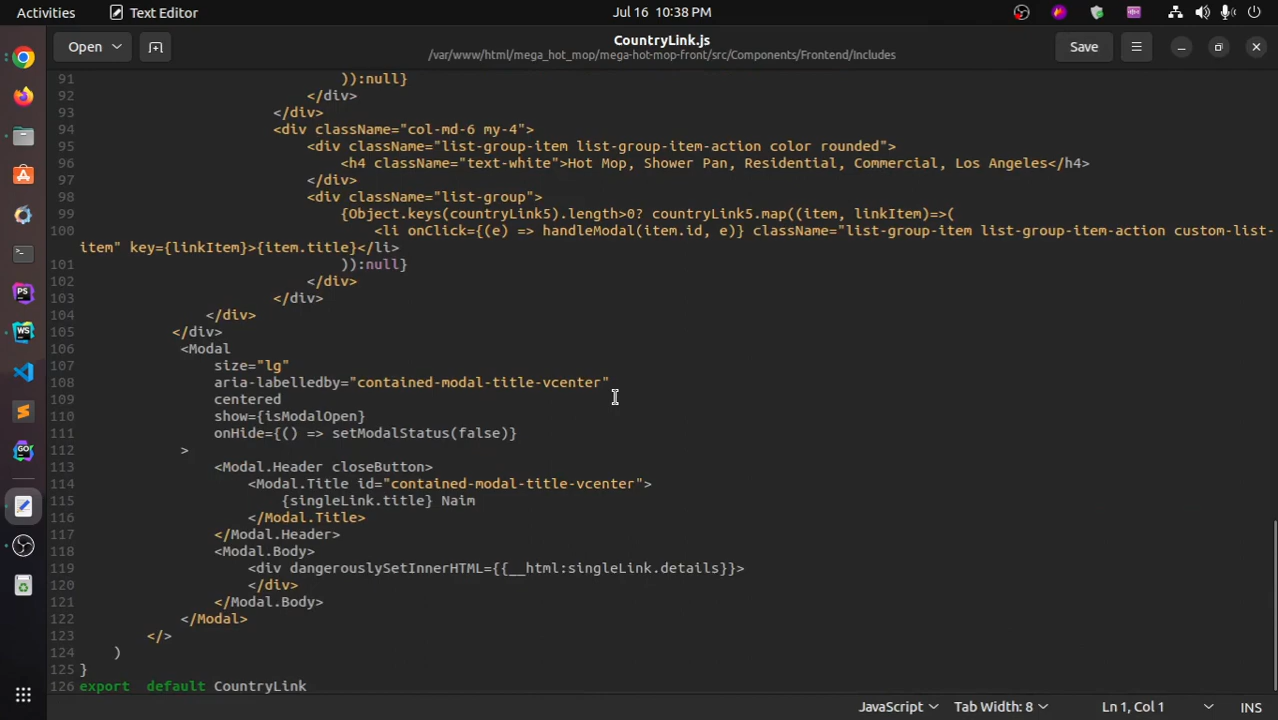 Activities
Text Editor
Jul 16 10:38 PM
Open
CountryLink.js
/var/www/html/mega_hot_mop/mega-hot-mop-front/src/Components/Frontend/Includes
Save
91 )):null}
92 </div>
93 </div>
94 <div className="col-md-6 my-4">
95 <div className="list-group-item list-group-item-action color rounded">
96 <h4 className="text-white">Hot Mop, Shower Pan, Residential, Commercial, Los Angeles</h4>
97 </div>
98 <div className="list-group">
99 {Object.keys(countryLink5).length>0? countryLink5.map((item, linkItem)=>(
100 <li onClick={(e) => handleModal(item.id, e)} className="list-group-item list-group-item-action custom-list-
item" key={linkItem}>{item.title}</li>
101 )):null}
102 </div>
103 </div>
104 </div>
105 </div>
106 <Modal
107 size="lg"
108 aria-labelledby="contained-modal-title-vcenter"
109 centered
110 show={isModalOpen}
111 onHide={() => setModalStatus(false)}
112 >
113 <Modal.Header closeButton>
114 <Modal.Title id="contained-modal-title-vcenter">
115 {singleLink.title} Naim
116 </Modal.Title>
117 </Modal.Header>
118 <Modal.Body>
119 <div dangerouslySetInnerHTML={{__html:singleLink.details}}>
120 </div>
121 </Modal.Body>
122 </Modal>
123 </>
124 )
125 }
126 export default CountryLink
JavaScript
Tab Width: 8
Ln 1, Col 1
INS
PS
WS
GO